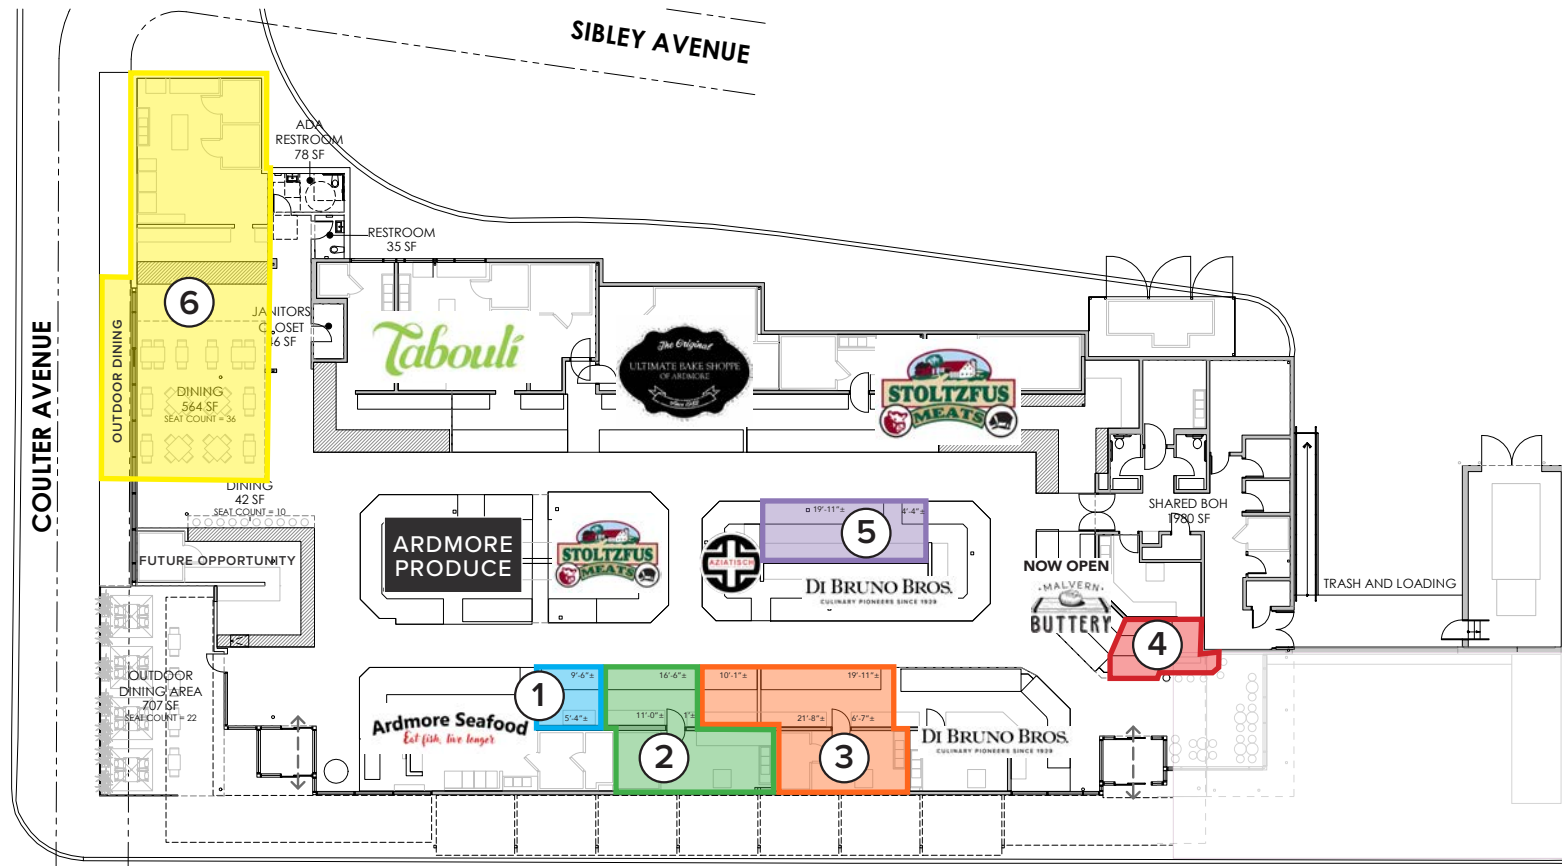 SIBLEY AVENUE
COULTER AVENUE
ADA
RESTROOM
78 SF
RESTROOM
35 SF
6
JANITORS
CLOSET
46 SF
OUTDOOR DINING
DINING
564 SF
SEAT COUNT = 36
DINING
42 SF
SEAT COUNT = 10
Taboulí
The Original
ULTIMATE BAKE SHOPPE
OF ARDMORE
STOLTZFUS
MEATS
ARDMORE
PRODUCE
STOLTZFUS
MEATS
AZIATISCH
19'-11"±
4'-4"±
5
DI BRUNO BROS.
CULINARY PIONEERS SINCE 1939
SHARED BOH
1980 SF
NOW OPEN
MALVERN
BUTTERY
4
TRASH AND LOADING
FUTURE OPPORTUNITY
OUTDOOR
DINING AREA
707 SF
SEAT COUNT = 22
Ardmore Seafood
Eat fish, live longer
1
9'-6"±
5'-4"±
16'-6"±
11'-0"±
1'±
2
10'-1"±
19'-11"±
21'-8"±
6'-7"±
3
DI BRUNO BROS.
CULINARY PIONEERS SINCE 1939